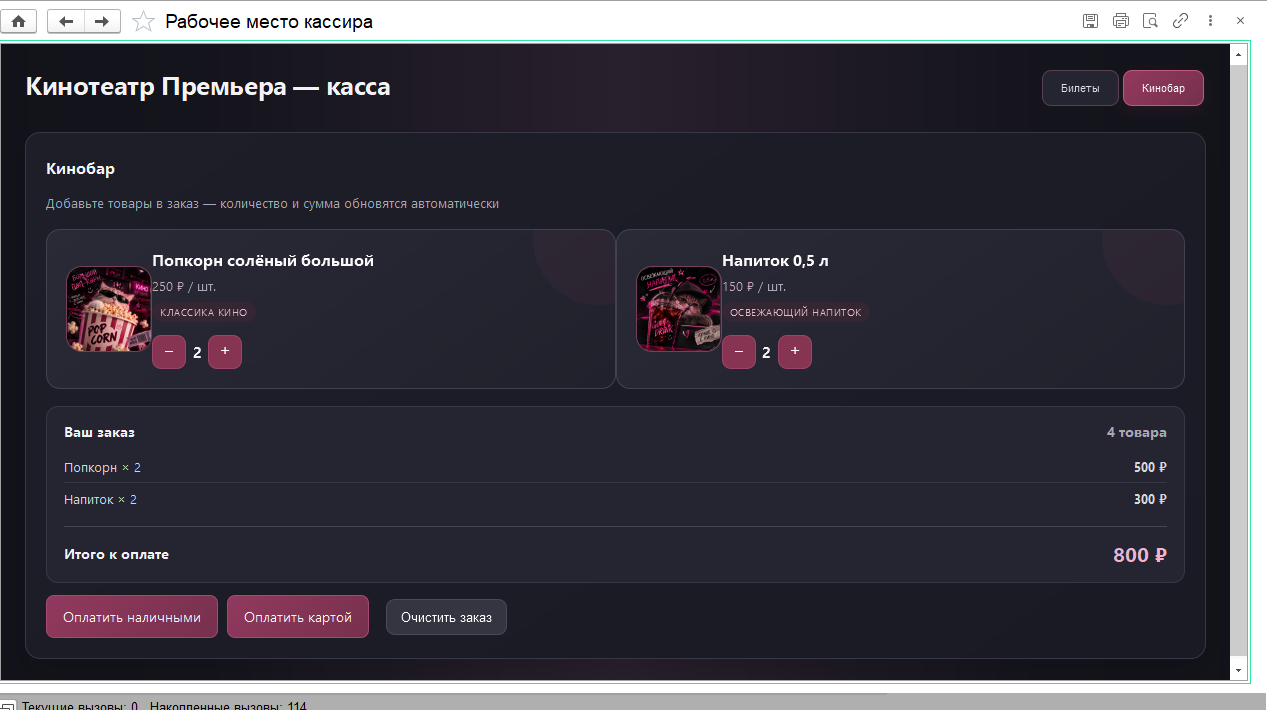 Рабочее место кассира
Кинотеатр Премьера — касса
Билеты
Кинобар
Кинобар
Добавьте товары в заказ — количество и сумма обновятся автоматически
Попкорн солёный большой
250 ₽ / шт.
КЛАССИКА КИНО
− 2 +
POP CORN
КИНО
Напиток 0,5 л
150 ₽ / шт.
ОСВЕЖАЮЩИЙ НАПИТОК
− 2 +
Ваш заказ
4 товара
Попкорн × 2
500 ₽
Напиток × 2
300 ₽
Итого к оплате
800 ₽
Оплатить наличными
Оплатить картой
Очистить заказ
Текущие вызовы: 0 Накопленные вызовы: 114